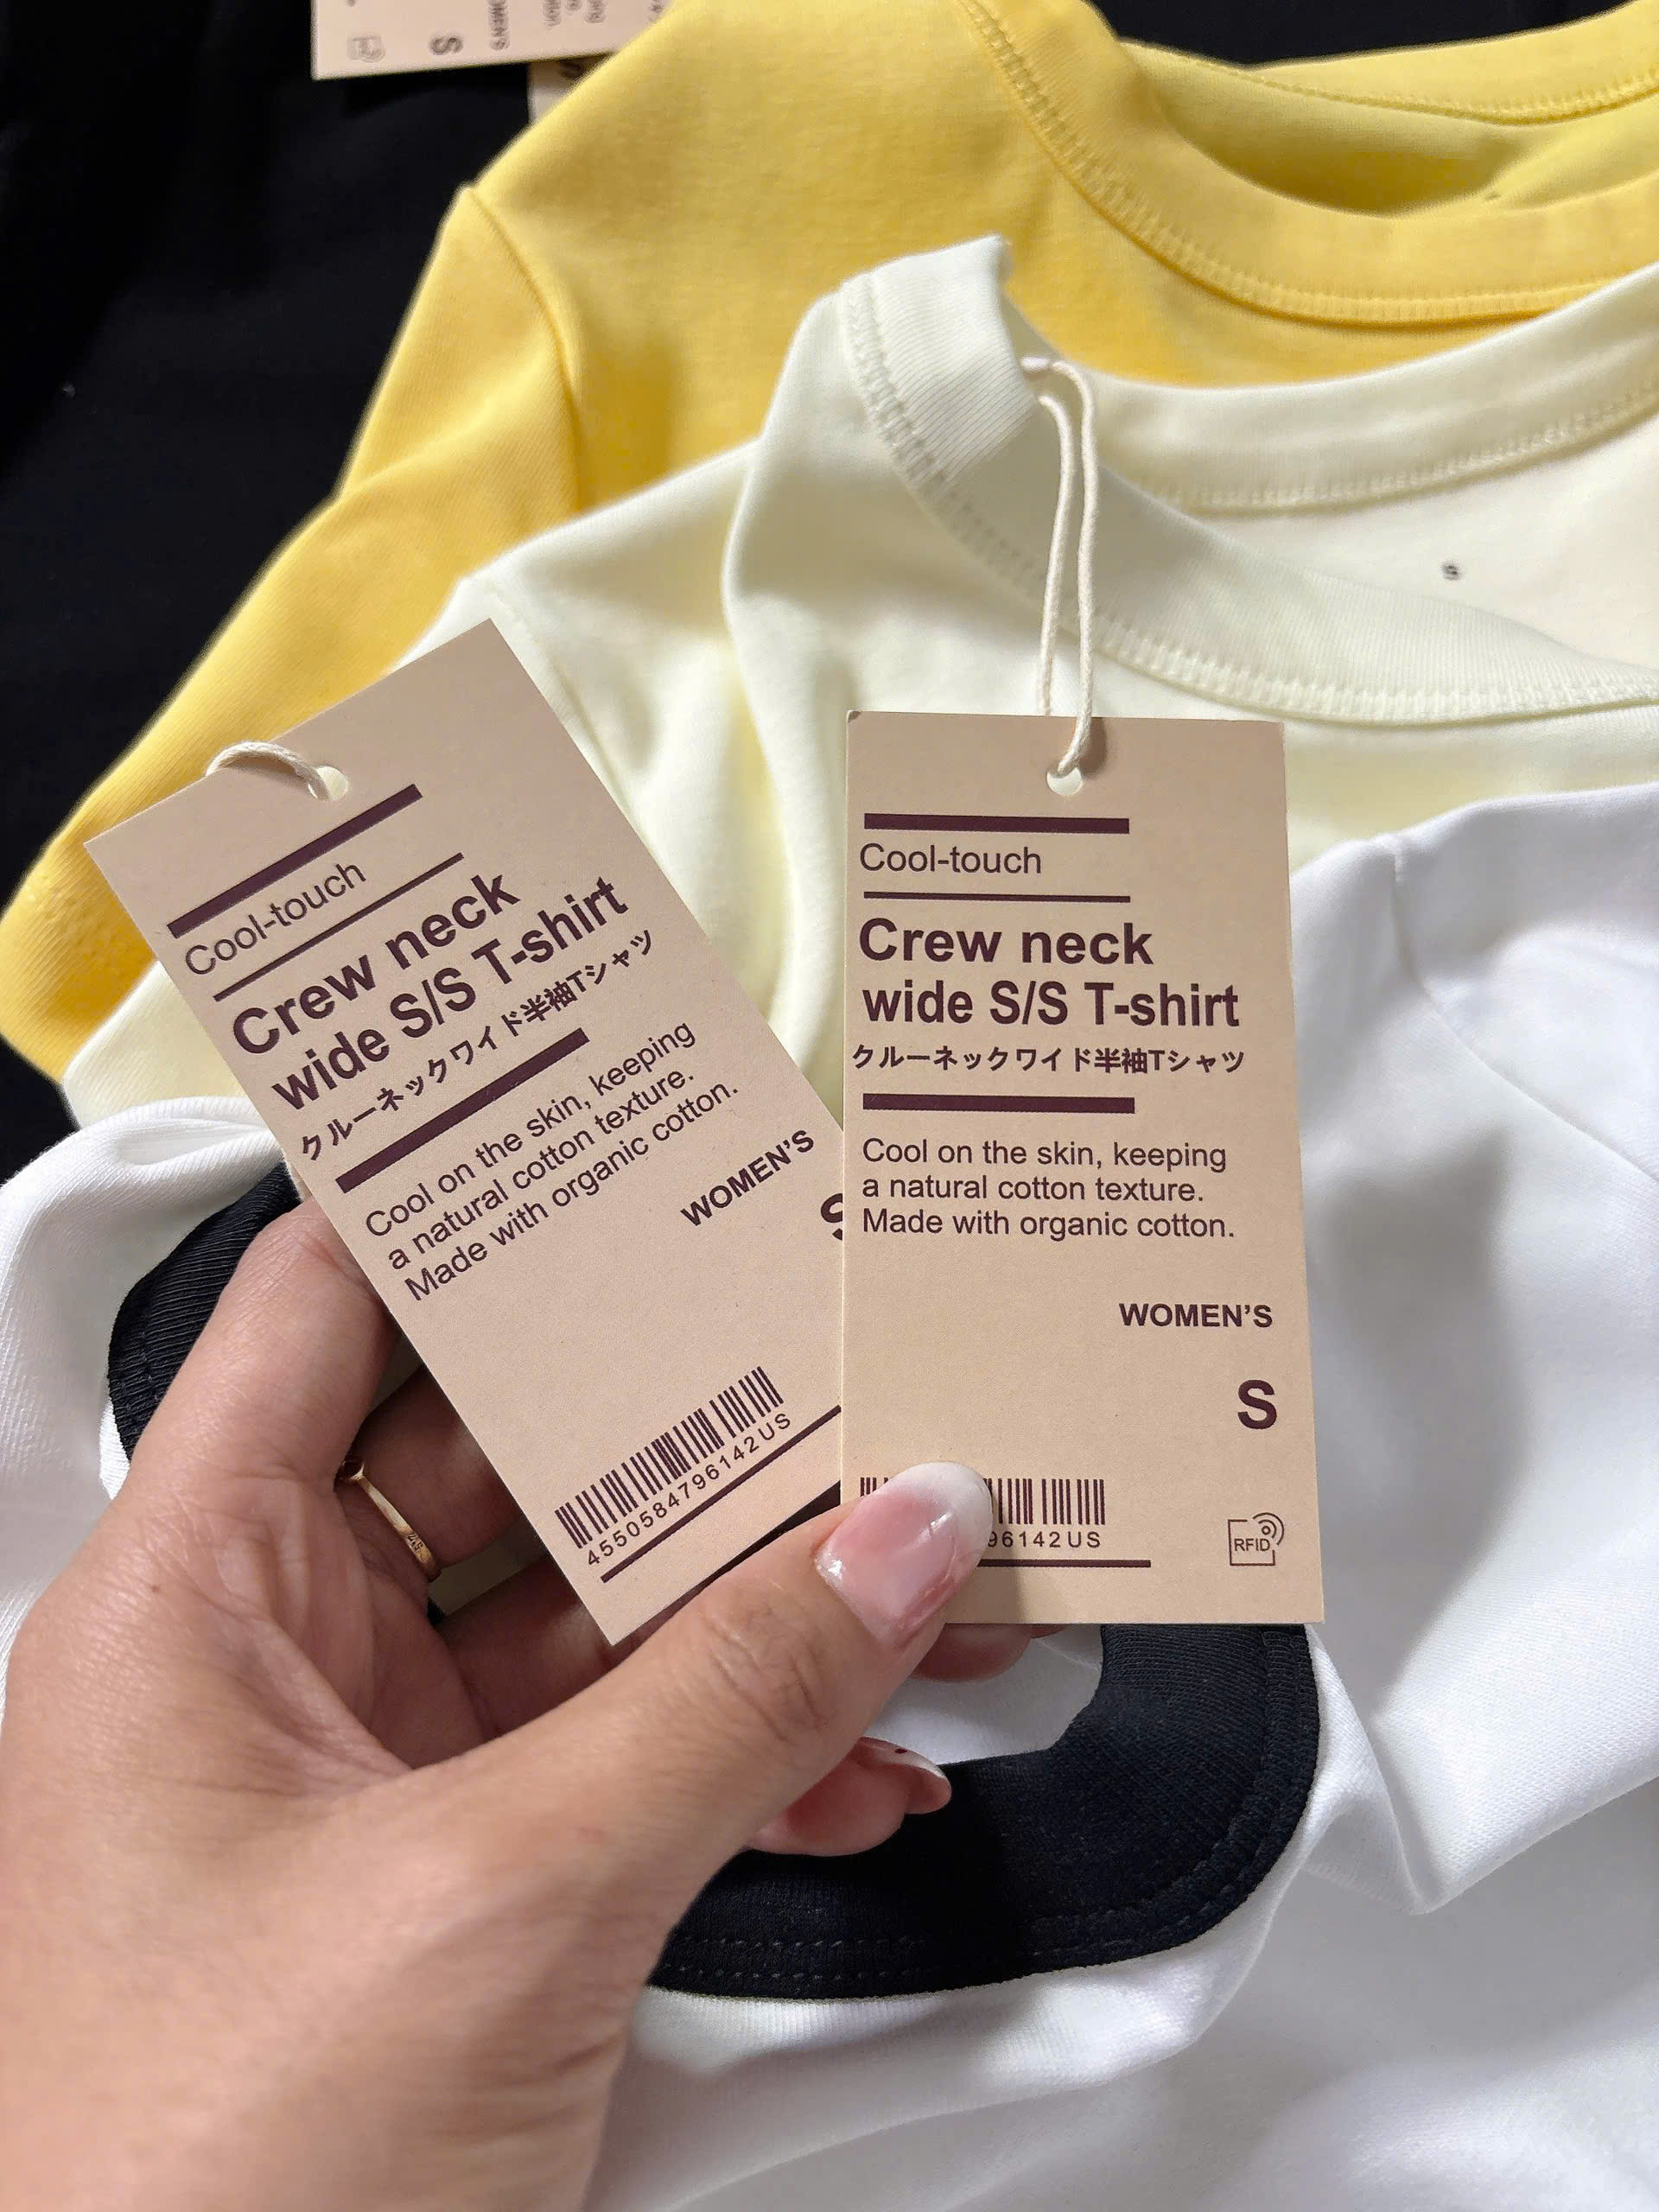 S
WOMEN'S
S
Cool-touch
Crew neck
wide S/S T-shirt
クルーネックワイド半袖Tシャツ
Cool on the skin, keeping
a natural cotton texture.
Made with organic cotton.
WOMEN'S
S
4550584796142US
Cool-touch
Crew neck
wide S/S T-shirt
クルーネックワイド半袖Tシャツ
Cool on the skin, keeping
a natural cotton texture.
Made with organic cotton.
WOMEN'S
S
96142US
RFID